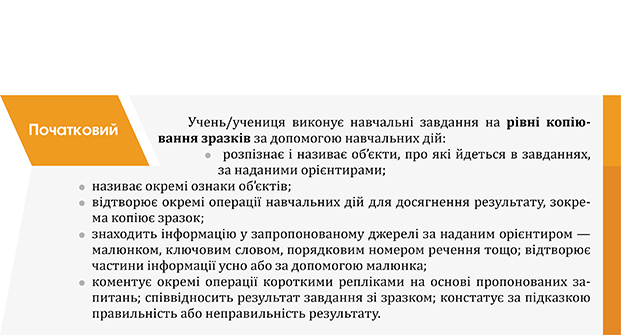 Початковий
Учень/учениця виконує навчальні завдання на рівні копію-
вання зразків за допомогою навчальних дій:
• розпізнає і називає об’єкти, про які йдеться в завданнях,
за наданими орієнтирами;
• називає окремі ознаки об’єктів;
• відтворює окремі операції навчальних дій для досягнення результату, зокре-
ма копіює зразок;
• знаходить інформацію у запропонованому джерелі за наданим орієнтиром —
малюнком, ключовим словом, порядковим номером речення тощо; відтворює
частини інформації усно або за допомогою малюнка;
• коментує окремі операції короткими репліками на основі пропонованих за-
питань; співвідносить результат завдання зі зразком; констатує за підказкою
правильність або неправильність результату.